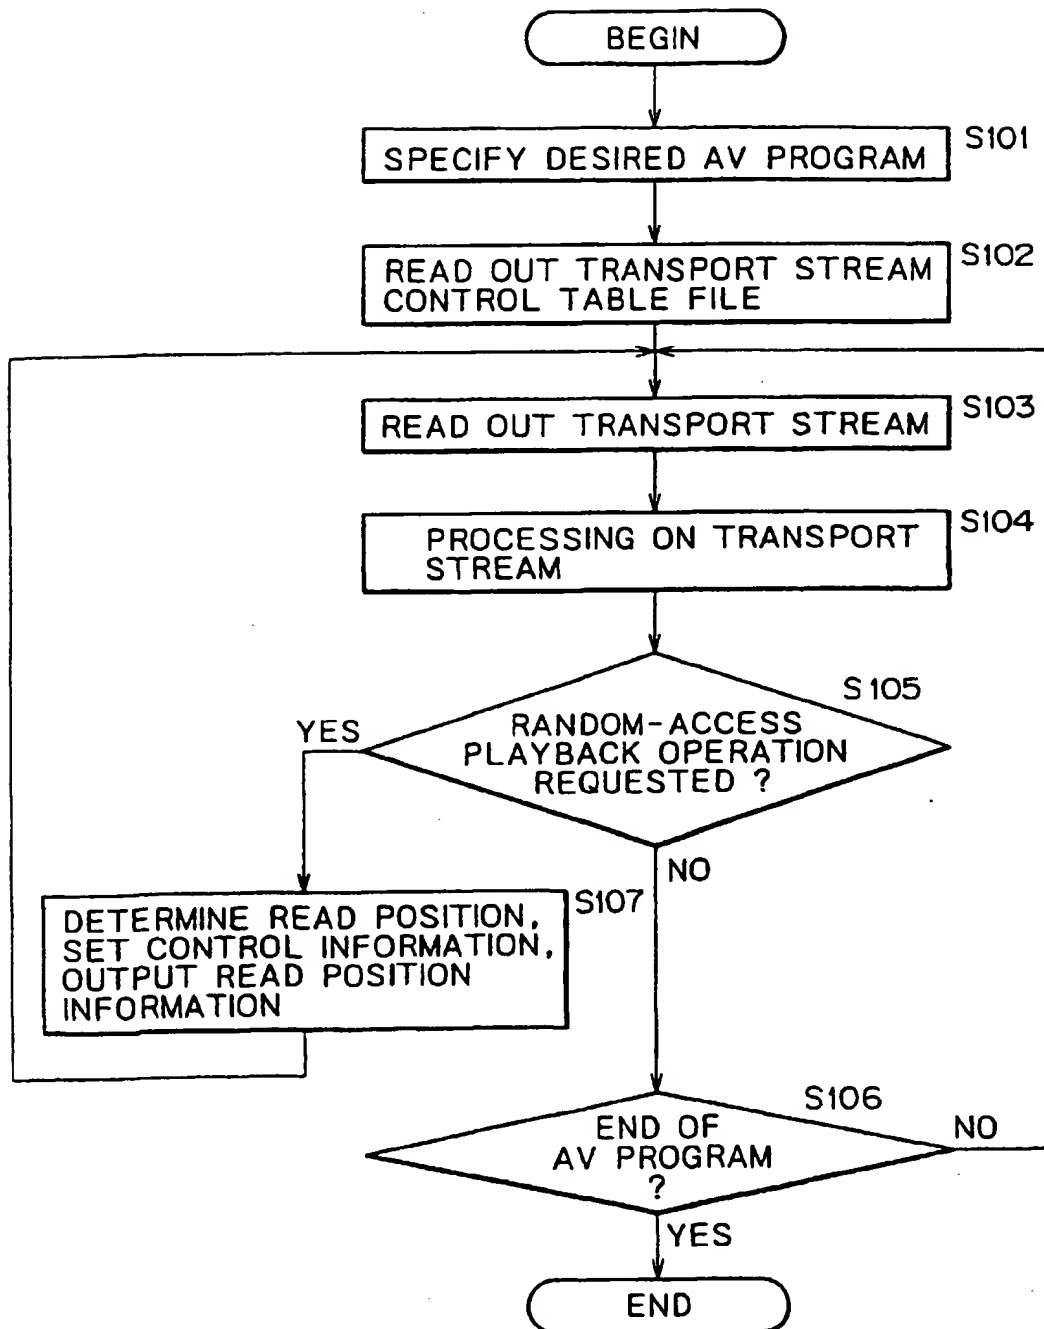 BEGIN
S101
SPECIFY DESIRED AV PROGRAM
S102
READ OUT TRANSPORT STREAM
CONTROL TABLE FILE
S103
READ OUT TRANSPORT STREAM
S104
PROCESSING ON TRANSPORT
STREAM
S105
YES
RANDOM-ACCESS
PLAYBACK OPERATION
REQUESTED ?
NO
S107
DETERMINE READ POSITION,
SET CONTROL INFORMATION,
OUTPUT READ POSITION
INFORMATION
S106
END OF
AV PROGRAM
?
NO
YES
END